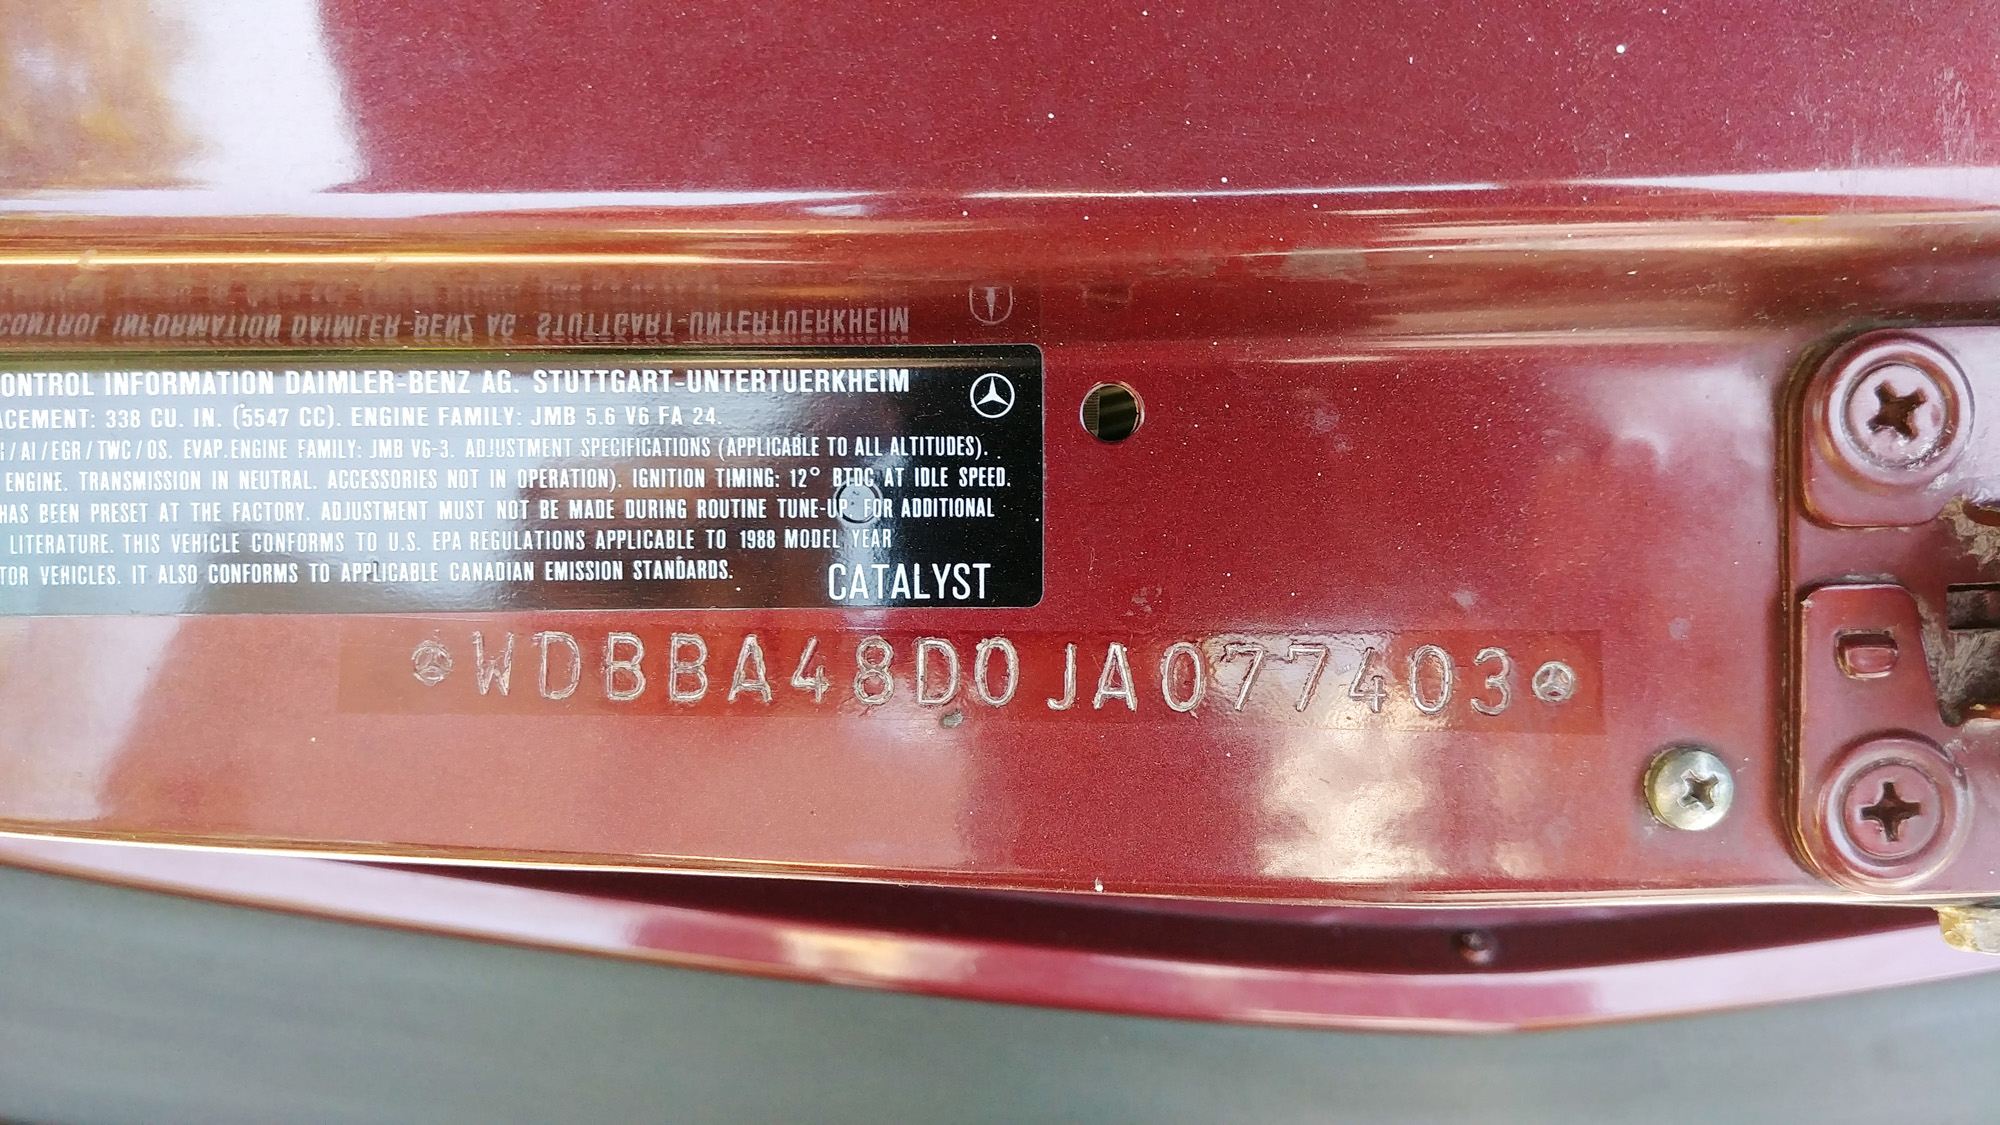 CONTROL INFORMATION DAIMLER-BENZ AG. STUTTGART-UNTERTUERKHEIM
ACEMENT: 338 CU. IN. (5547 CC). ENGINE FAMILY: JMB 5.6 V6 FA 24.
/ AI / EGR / TWC / OS. EVAP. ENGINE FAMILY: JMB V6-3. ADJUSTMENT SPECIFICATIONS (APPLICABLE TO ALL ALTITUDES).
ENGINE. TRANSMISSION IN NEUTRAL. ACCESSORIES NOT IN OPERATION). IGNITION TIMING: 12° BTDC AT IDLE SPEED.
HAS BEEN PRESET AT THE FACTORY. ADJUSTMENT MUST NOT BE MADE DURING ROUTINE TUNE-UP. FOR ADDITIONAL
LITERATURE. THIS VEHICLE CONFORMS TO U.S. EPA REGULATIONS APPLICABLE TO 1988 MODEL YEAR
TOR VEHICLES. IT ALSO CONFORMS TO APPLICABLE CANADIAN EMISSION STANDARDS.
CATALYST
WDBBA48D0JA077403